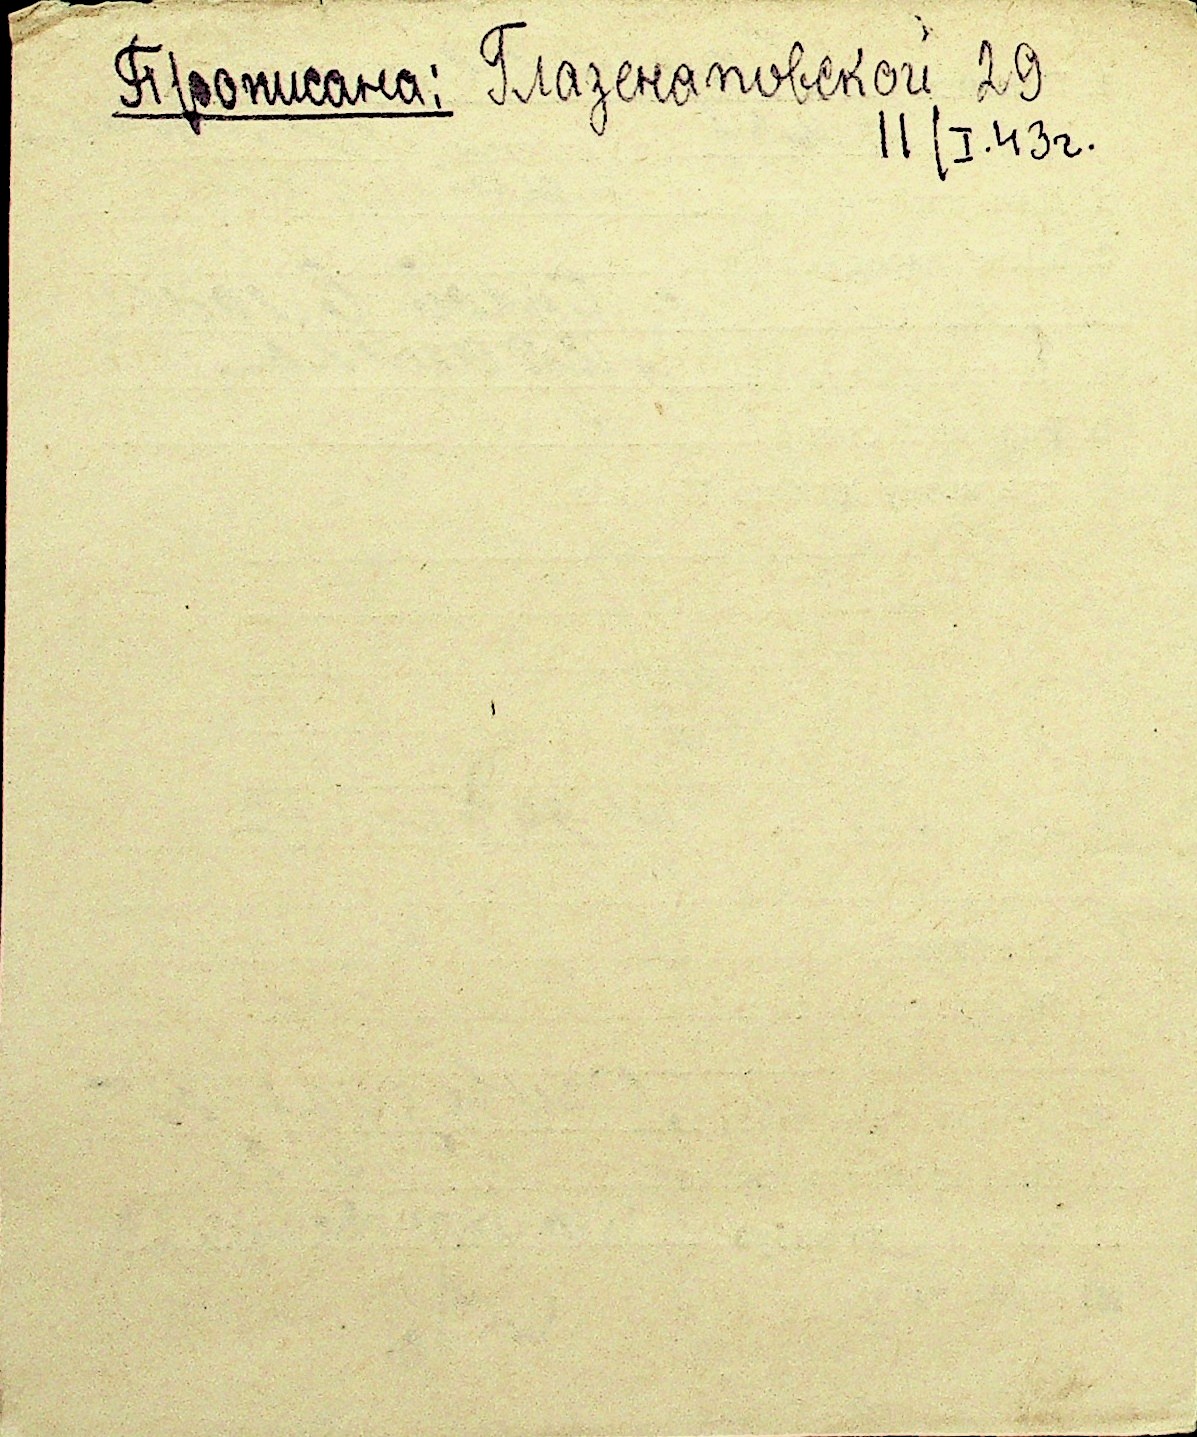 Прописана: Глазенаповской 29
11/I.43г.